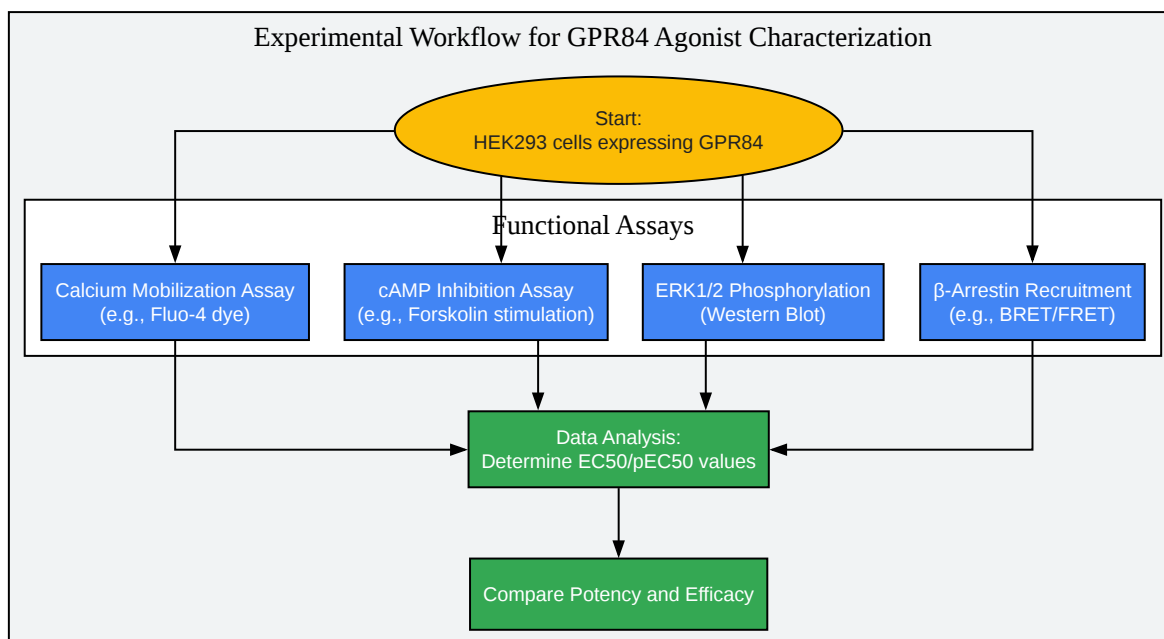 Experimental Workflow for GPR84 Agonist Characterization
Start:
HEK293 cells expressing GPR84
Functional Assays
Calcium Mobilization Assay
(e.g., Fluo-4 dye)
cAMP Inhibition Assay
(e.g., Forskolin stimulation)
ERK1/2 Phosphorylation
(Western Blot)
β-Arrestin Recruitment
(e.g., BRET/FRET)
Data Analysis:
Determine EC50/pEC50 values
Compare Potency and Efficacy